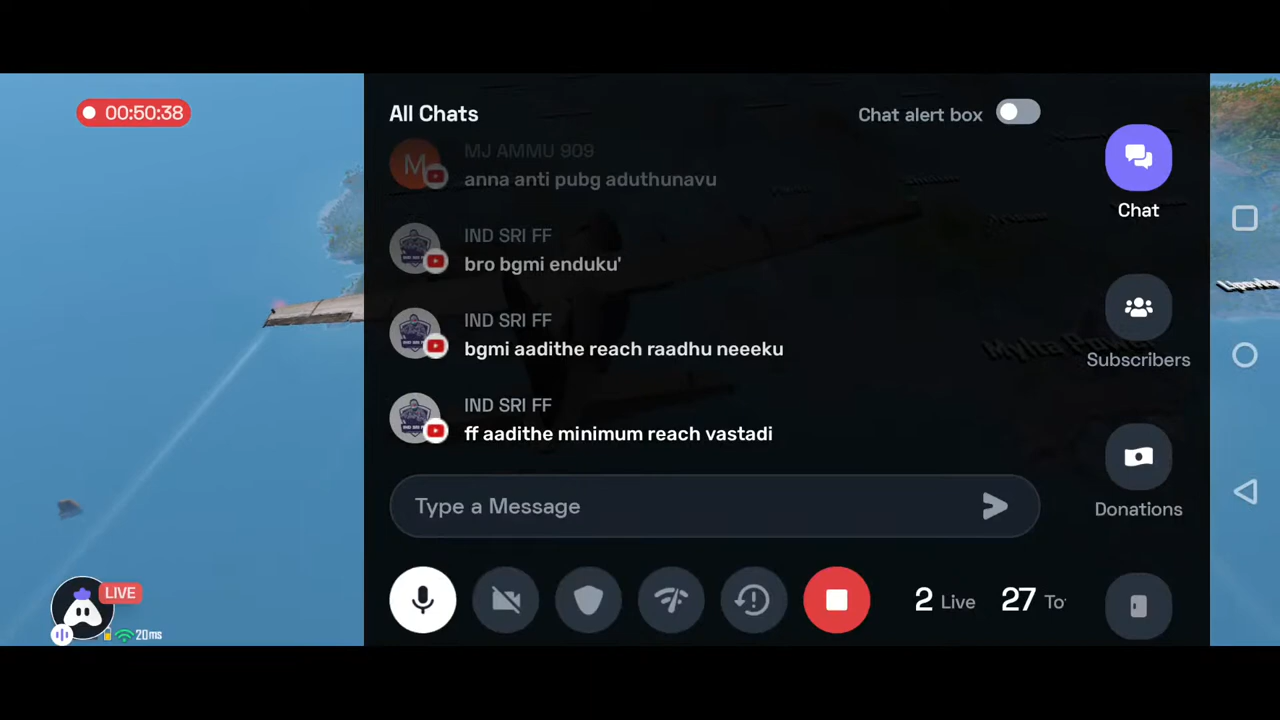 00:50:38
All Chats
Chat alert box
MJ AMMU 909
anna anti pubg aduthunavu
IND SRI FF
bro bgmi enduku'
IND SRI FF
bgmi aadithe reach raadhu neeeku
IND SRI FF
ff aadithe minimum reach vastadi
Type a Message
Chat
Subscribers
Donations
2 Live
27 To
LIVE
20ms
M
Mylta Power